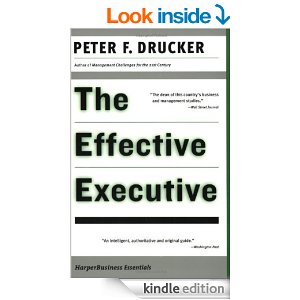 Look inside
PETER F. DRUCKER
Author of Management Challenges for the 21st Century
"The dean of this country's business
and management studies."
—Wall Street Journal
The
Effective
Executive
"An intelligent, authoritative and original guide."
—Washington Post
HarperBusiness Essentials
kindle edition